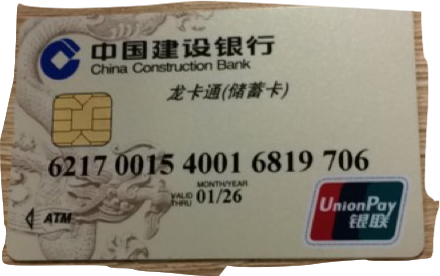 中国建设银行
China Construction Bank
龙卡通(储蓄卡)
6217 0015 4001 6819 706
MONTH/YEAR
VALID THRU 01/26
ATM
UnionPay
银联